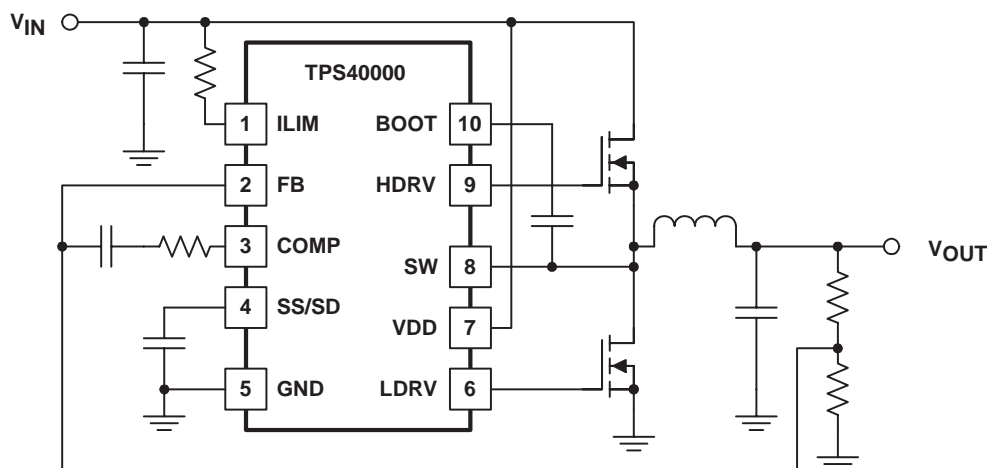 VIN
TPS40000
1 ILIM BOOT 10
2 FB HDRV 9
3 COMP
SW 8
VOUT
4 SS/SD
VDD 7
5 GND LDRV 6